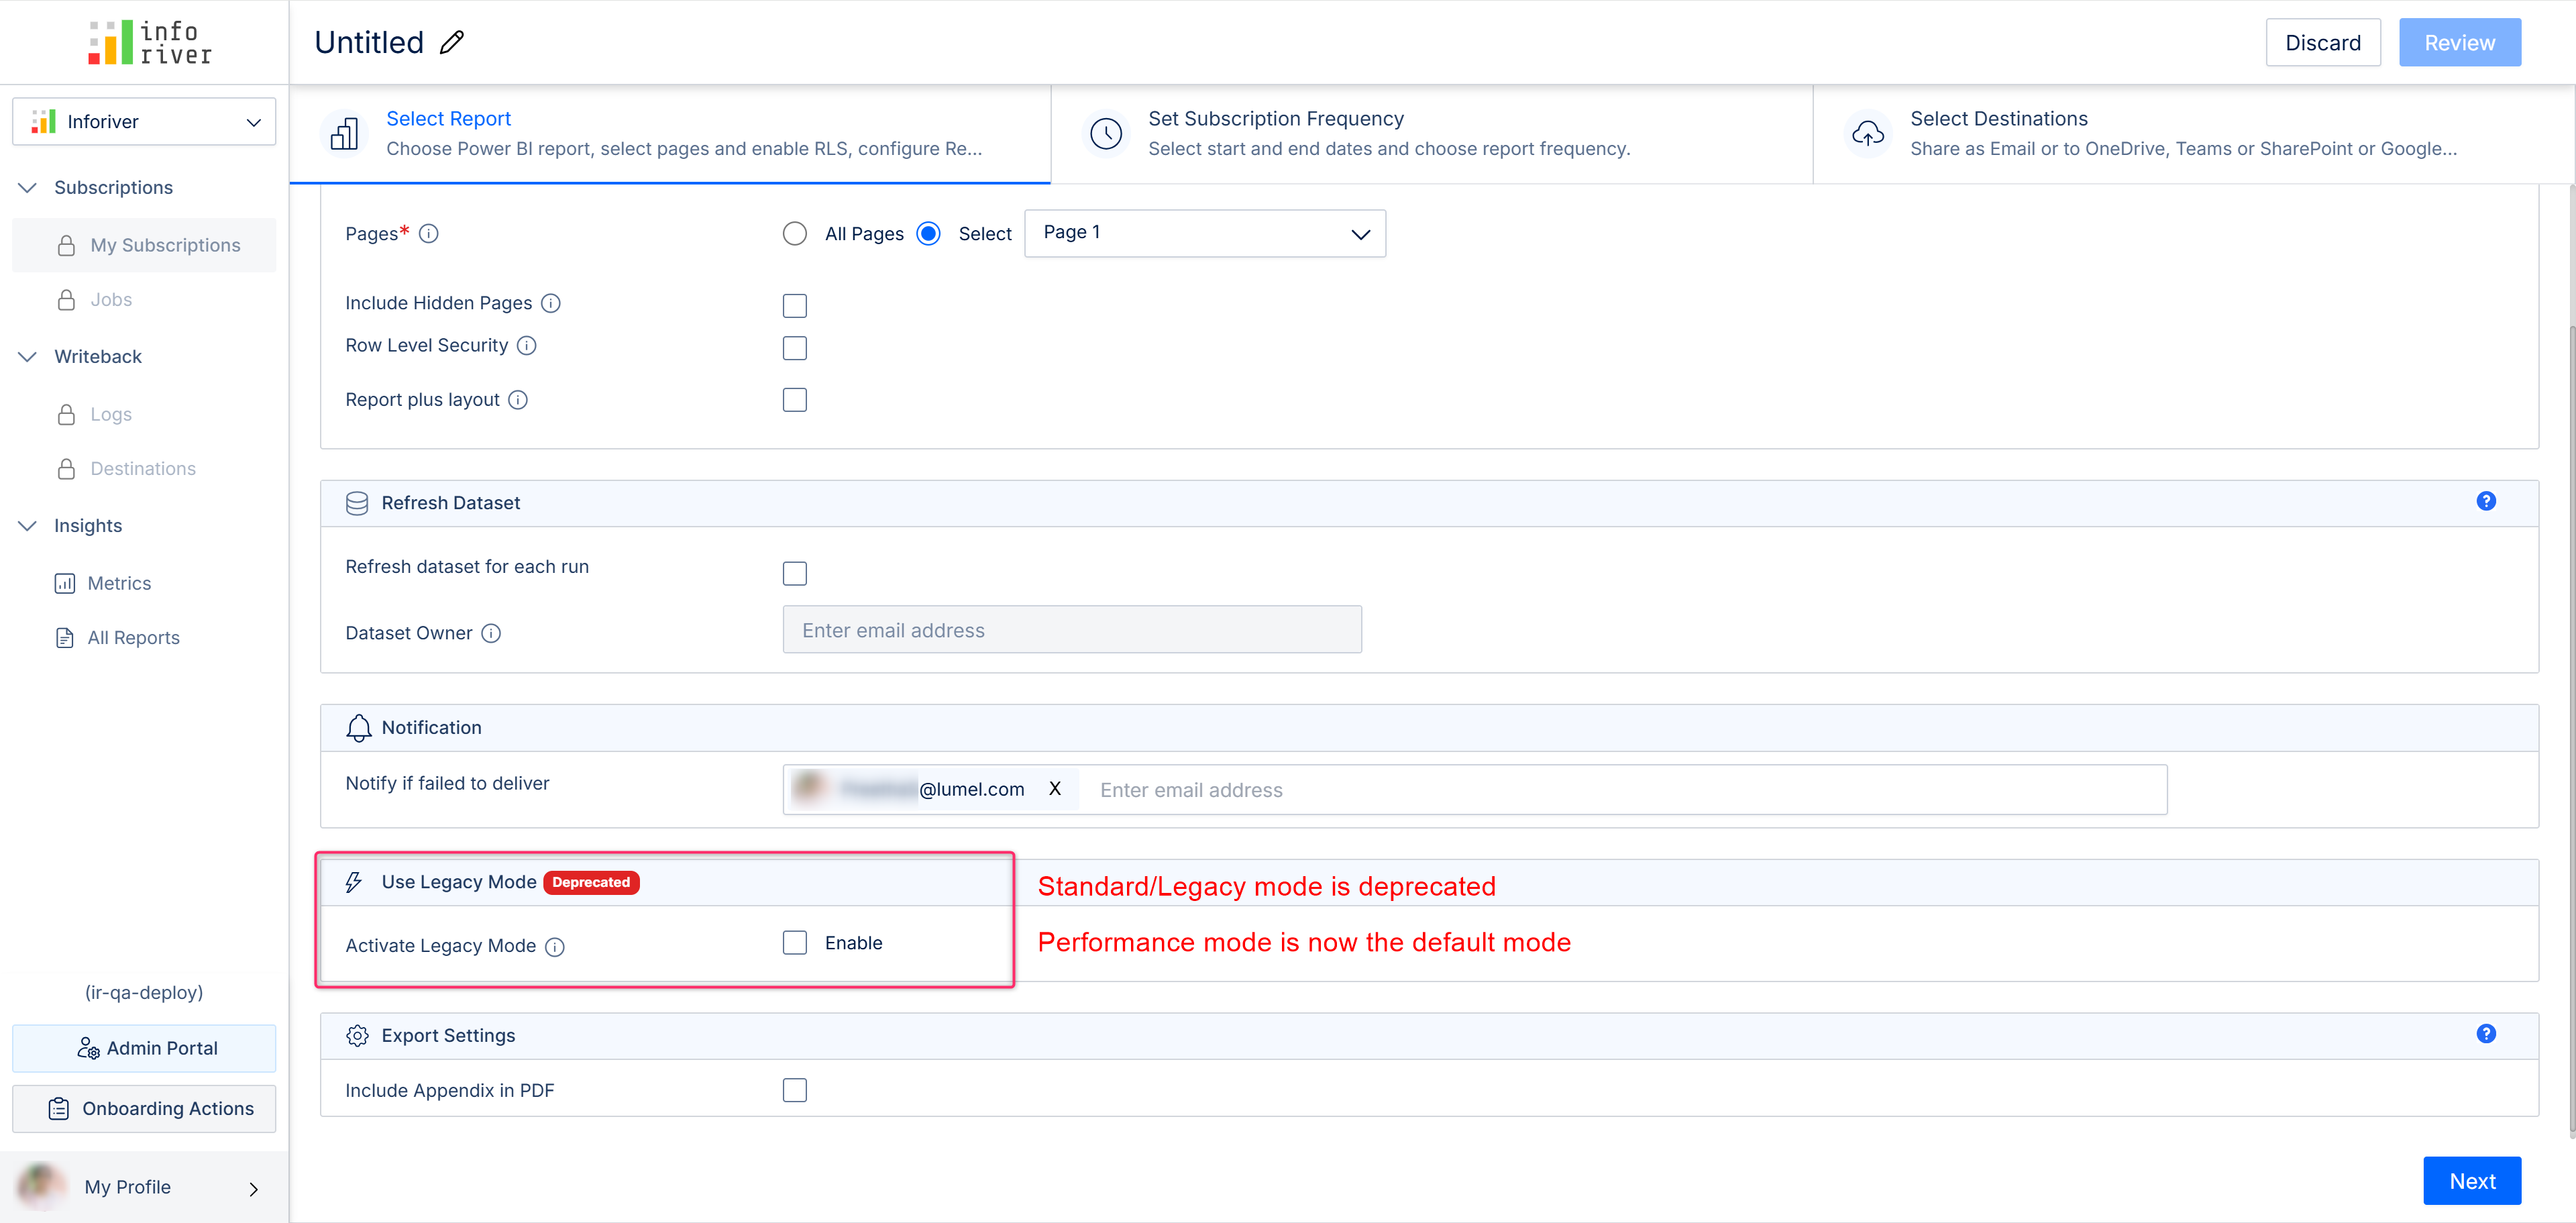 info
river
Untitled
Discard
Review
Inforiver
Subscriptions
My Subscriptions
Jobs
Writeback
Logs
Destinations
Insights
Metrics
All Reports
(ir-qa-deploy)
Admin Portal
Onboarding Actions
My Profile
Select Report
Choose Power BI report, select pages and enable RLS, configure Re...
Set Subscription Frequency
Select start and end dates and choose report frequency.
Select Destinations
Share as Email or to OneDrive, Teams or SharePoint or Google...
Pages* All Pages Select Page 1
Include Hidden Pages
Row Level Security
Report plus layout
Refresh Dataset
Refresh dataset for each run
Dataset Owner Enter email address
Notification
Notify if failed to deliver @lumel.com X Enter email address
Use Legacy Mode Deprecated
Standard/Legacy mode is deprecated
Activate Legacy Mode Enable
Performance mode is now the default mode
Export Settings
Include Appendix in PDF
Next